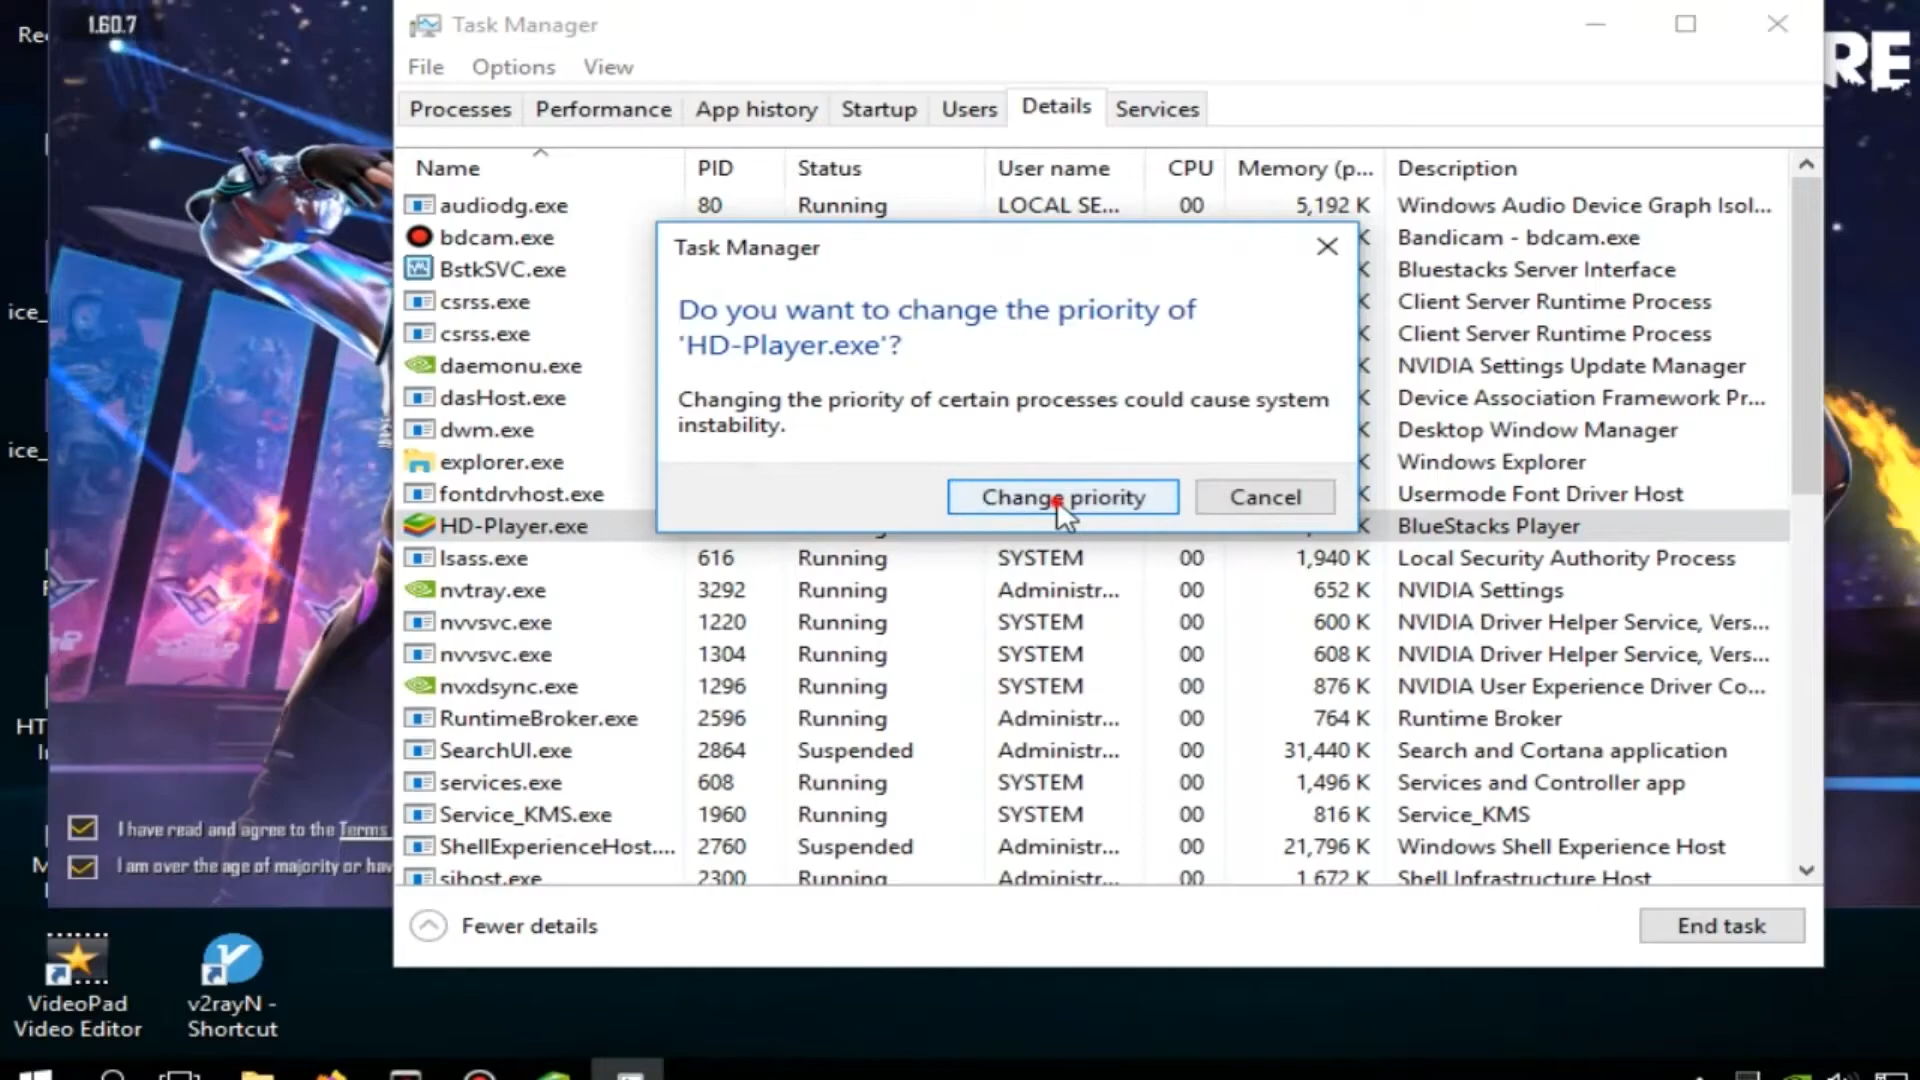 1.60.7
Task Manager
File Options View
Processes Performance App history Startup Users Details Services
Name PID Status User name CPU Memory (p... Description
audiodg.exe 80 Running LOCAL SE... 00 5,192 K Windows Audio Device Graph Isol...
bdcam.exe K Bandicam - bdcam.exe
BstkSVC.exe K Bluestacks Server Interface
csrss.exe K Client Server Runtime Process
csrss.exe K Client Server Runtime Process
daemonu.exe K NVIDIA Settings Update Manager
dasHost.exe K Device Association Framework Pr...
dwm.exe K Desktop Window Manager
explorer.exe K Windows Explorer
fontdrvhost.exe K Usermode Font Driver Host
HD-Player.exe K BlueStacks Player
lsass.exe 616 Running SYSTEM 00 1,940 K Local Security Authority Process
nvtray.exe 3292 Running Administr... 00 652 K NVIDIA Settings
nvvsvc.exe 1220 Running SYSTEM 00 600 K NVIDIA Driver Helper Service, Vers...
nvvsvc.exe 1304 Running SYSTEM 00 608 K NVIDIA Driver Helper Service, Vers...
nvxdsync.exe 1296 Running SYSTEM 00 876 K NVIDIA User Experience Driver Co...
RuntimeBroker.exe 2596 Running Administr... 00 764 K Runtime Broker
SearchUI.exe 2864 Suspended Administr... 00 31,440 K Search and Cortana application
services.exe 608 Running SYSTEM 00 1,496 K Services and Controller app
Service_KMS.exe 1960 Running SYSTEM 00 816 K Service_KMS
ShellExperienceHost.... 2760 Suspended Administr... 00 21,796 K Windows Shell Experience Host
sihost.exe 2300 Running Administr... 00 1,672 K Shell Infrastructure Host
Task Manager
Do you want to change the priority of
'HD-Player.exe'?
Changing the priority of certain processes could cause system
instability.
Change priority Cancel
Fewer details End task
Rec
ice_
ice_
HT
RE
I have read and agree to the Terms
I am over the age of majority or hav
VideoPad
Video Editor
v2rayN -
Shortcut